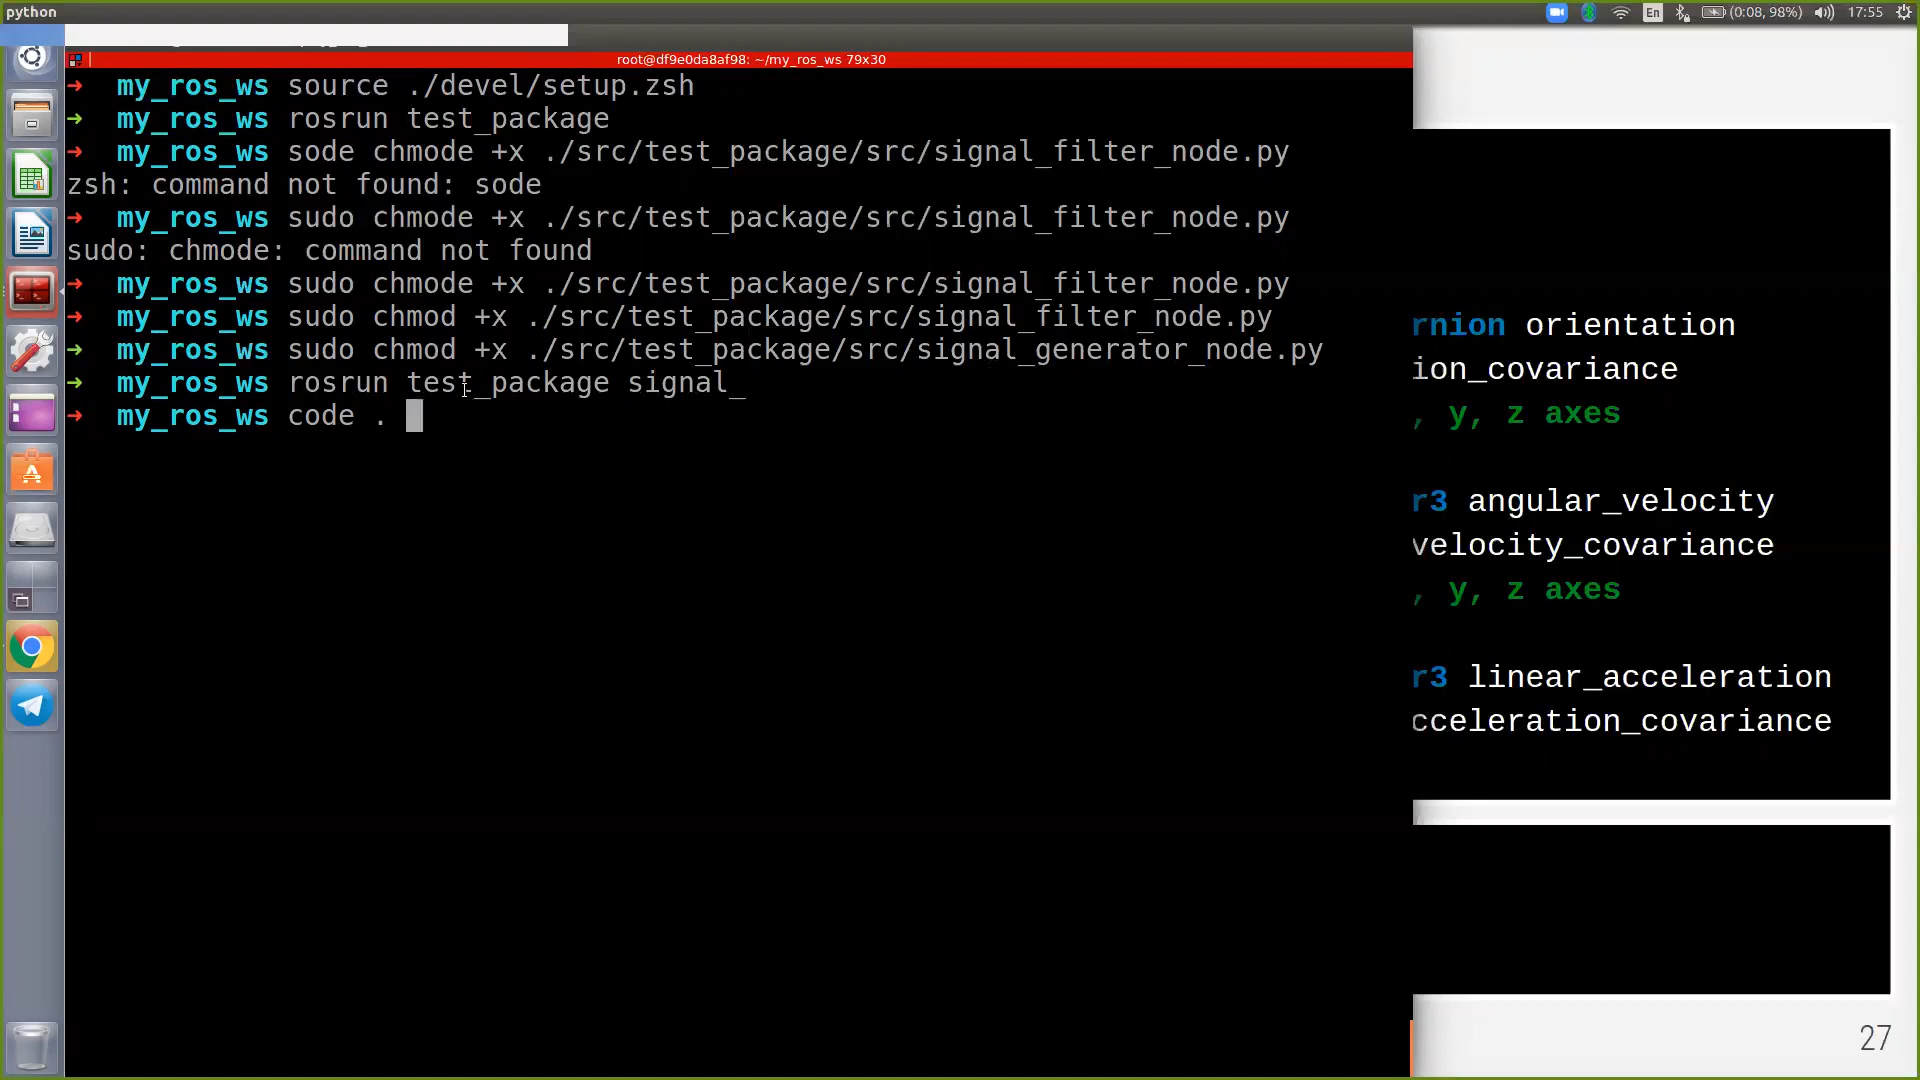 python
En
(0:08, 98%)
17:55
root@df9e0da8af98: ~/my_ros_ws 79x30
➜ my_ros_ws source ./devel/setup.zsh
➜ my_ros_ws rosrun test_package
➜ my_ros_ws sode chmode +x ./src/test_package/src/signal_filter_node.py
zsh: command not found: sode
➜ my_ros_ws sudo chmode +x ./src/test_package/src/signal_filter_node.py
sudo: chmode: command not found
➜ my_ros_ws sudo chmode +x ./src/test_package/src/signal_filter_node.py
➜ my_ros_ws sudo chmod +x ./src/test_package/src/signal_filter_node.py
➜ my_ros_ws sudo chmod +x ./src/test_package/src/signal_generator_node.py
➜ my_ros_ws rosrun test_package signal_
➜ my_ros_ws code .
rnion orientation
ion_covariance
, y, z axes
r3 angular_velocity
velocity_covariance
, y, z axes
r3 linear_acceleration
cceleration_covariance
27